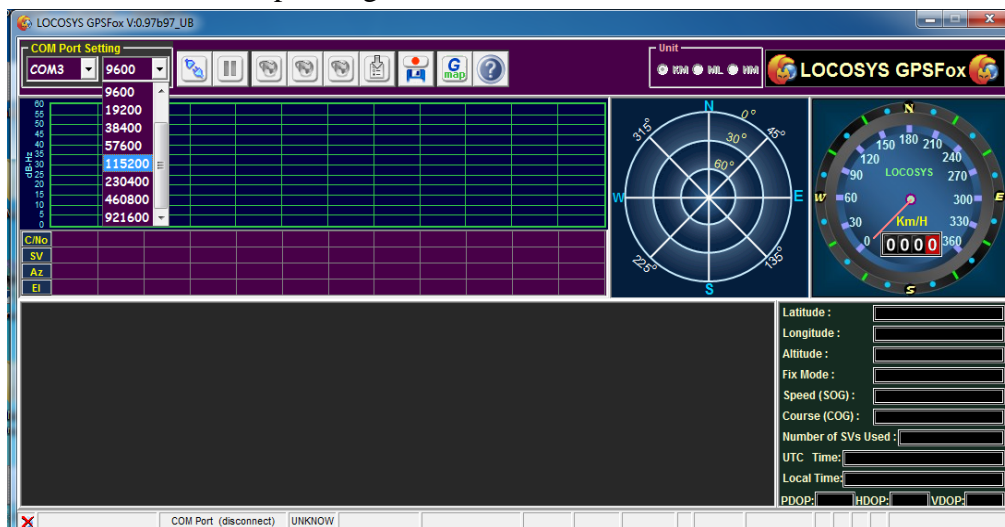 LOCOSYS GPSFox V:0.97b97_UB
COM Port Setting
COM3
9600
9600
19200
38400
57600
115200
230400
460800
921600
G
map
?
Unit
KM ML NM
LOCOSYS GPSFox
60
55
50
45
40
35
30
25
20
15
10
5
0
dB-Hz
C/No
SV
Az
El
N
E
S
W
0°
30°
60°
45°
135°
225°
315°
N
E
S
W
0
30
60
90
120
150
180
210
240
270
300
330
360
LOCOSYS
Km/H
0000
Latitude :
Longitude :
Altitude :
Fix Mode :
Speed (SOG) :
Course (COG) :
Number of SVs Used :
UTC Time:
Local Time:
PDOP: HDOP: VDOP:
COM Port (disconnect) UNKNOW